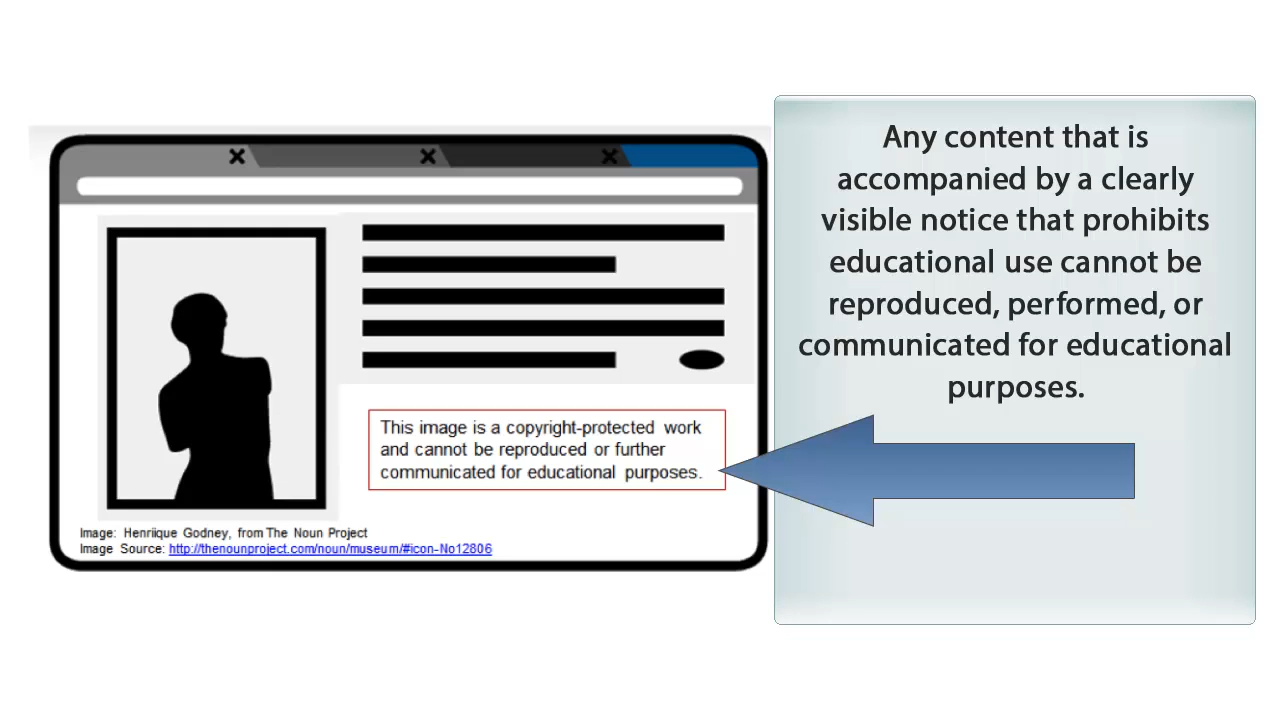 Any content that is
accompanied by a clearly
visible notice that prohibits
educational use cannot be
reproduced, performed, or
communicated for educational
purposes.
This image is a copyright-protected work
and cannot be reproduced or further
communicated for educational purposes.
Image: Henriique Godney, from The Noun Project
Image Source: http://thenounproject.com/noun/museum/#icon-No12806